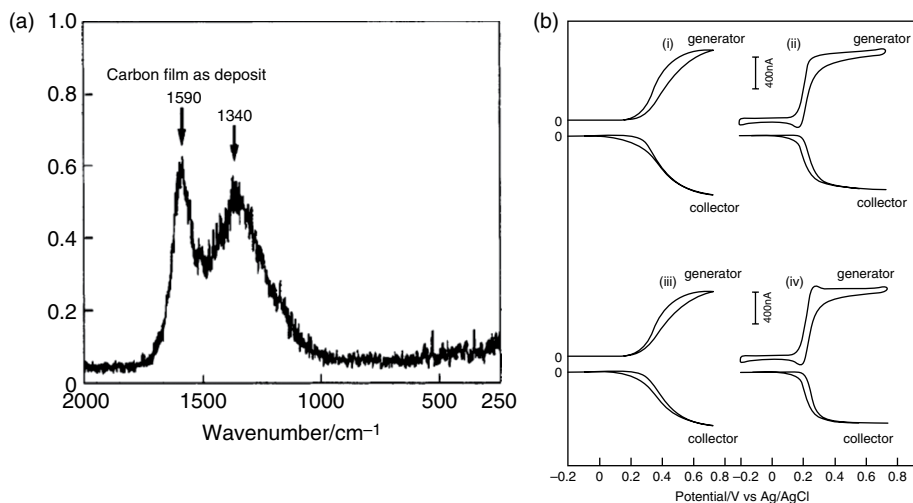 (a)
1.0
0.8
0.6
0.4
0.2
0
Carbon film as deposit
1590
1340
2000
1500
1000
500
250
Wavenumber/cm⁻¹
(b)
(i)
generator
400nA
0
0
collector
(ii)
generator
collector
(iii)
generator
400nA
0
0
collector
(iv)
generator
collector
–0.2 0 0.2 0.4 0.6 0.8 0 0.2 0.4 0.6 0.8
Potential/V vs Ag/AgCl